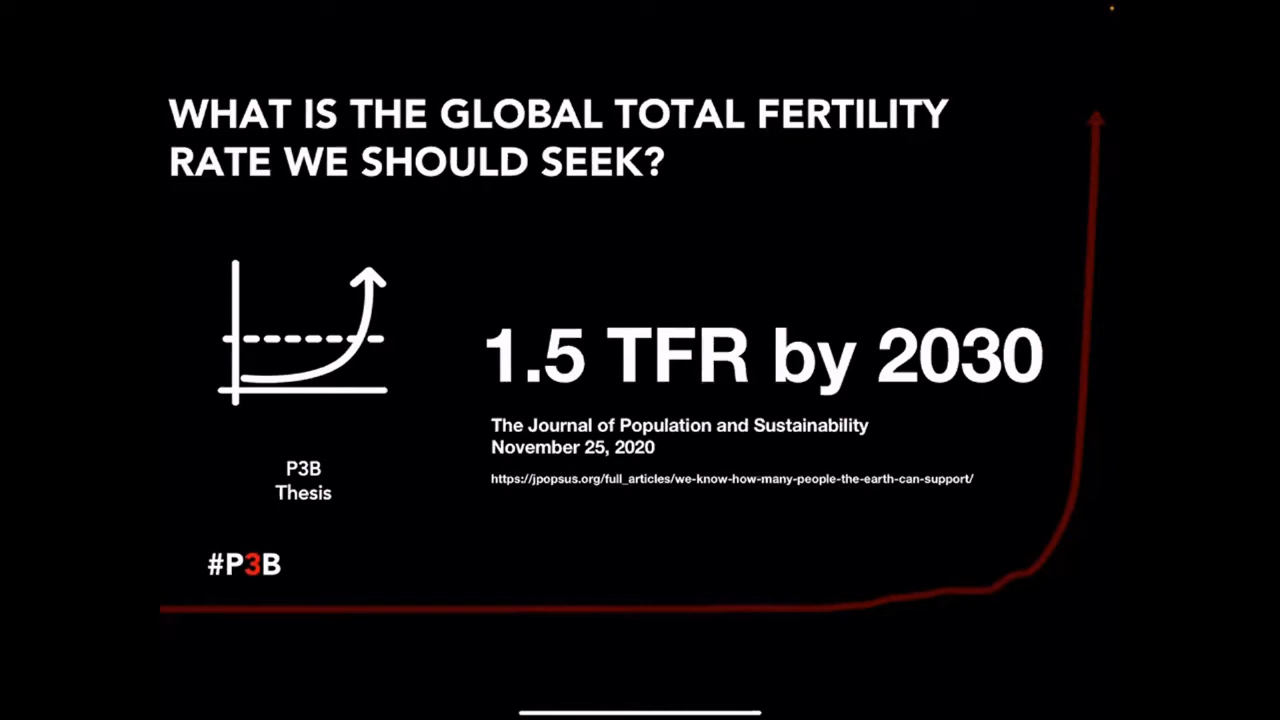 WHAT IS THE GLOBAL TOTAL FERTILITY
RATE WE SHOULD SEEK?
1.5 TFR by 2030
The Journal of Population and Sustainability
November 25, 2020
https://jpopsus.org/full_articles/we-know-how-many-people-the-earth-can-support/
P3B
Thesis
#P3B